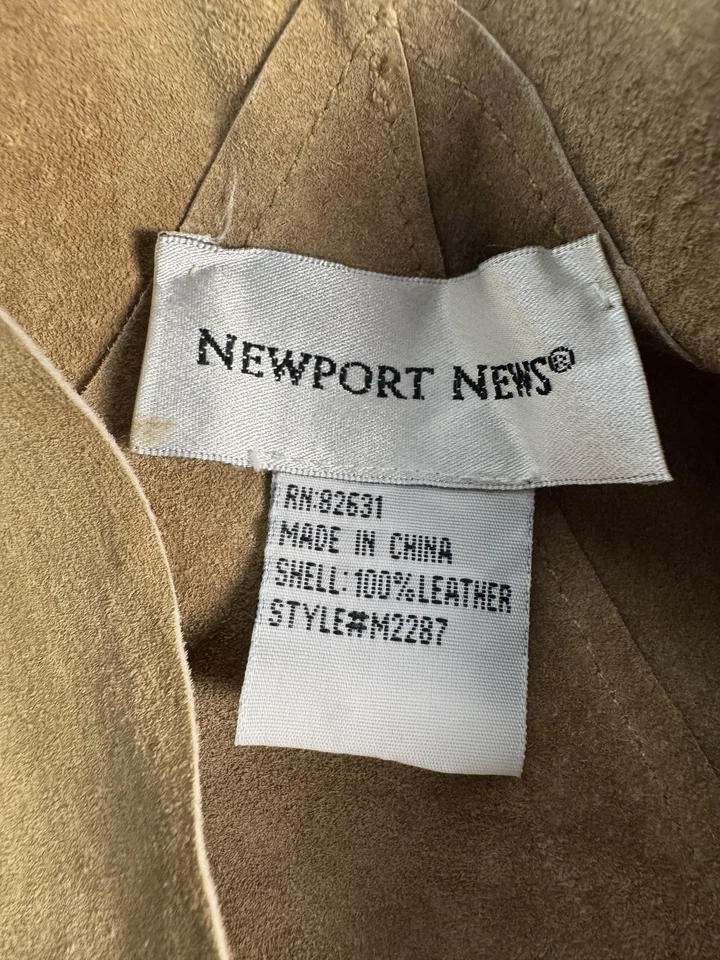 NEWPORT NEWS®
RN:82631
MADE IN CHINA
SHELL: 100%LEATHER
STYLE#M2287